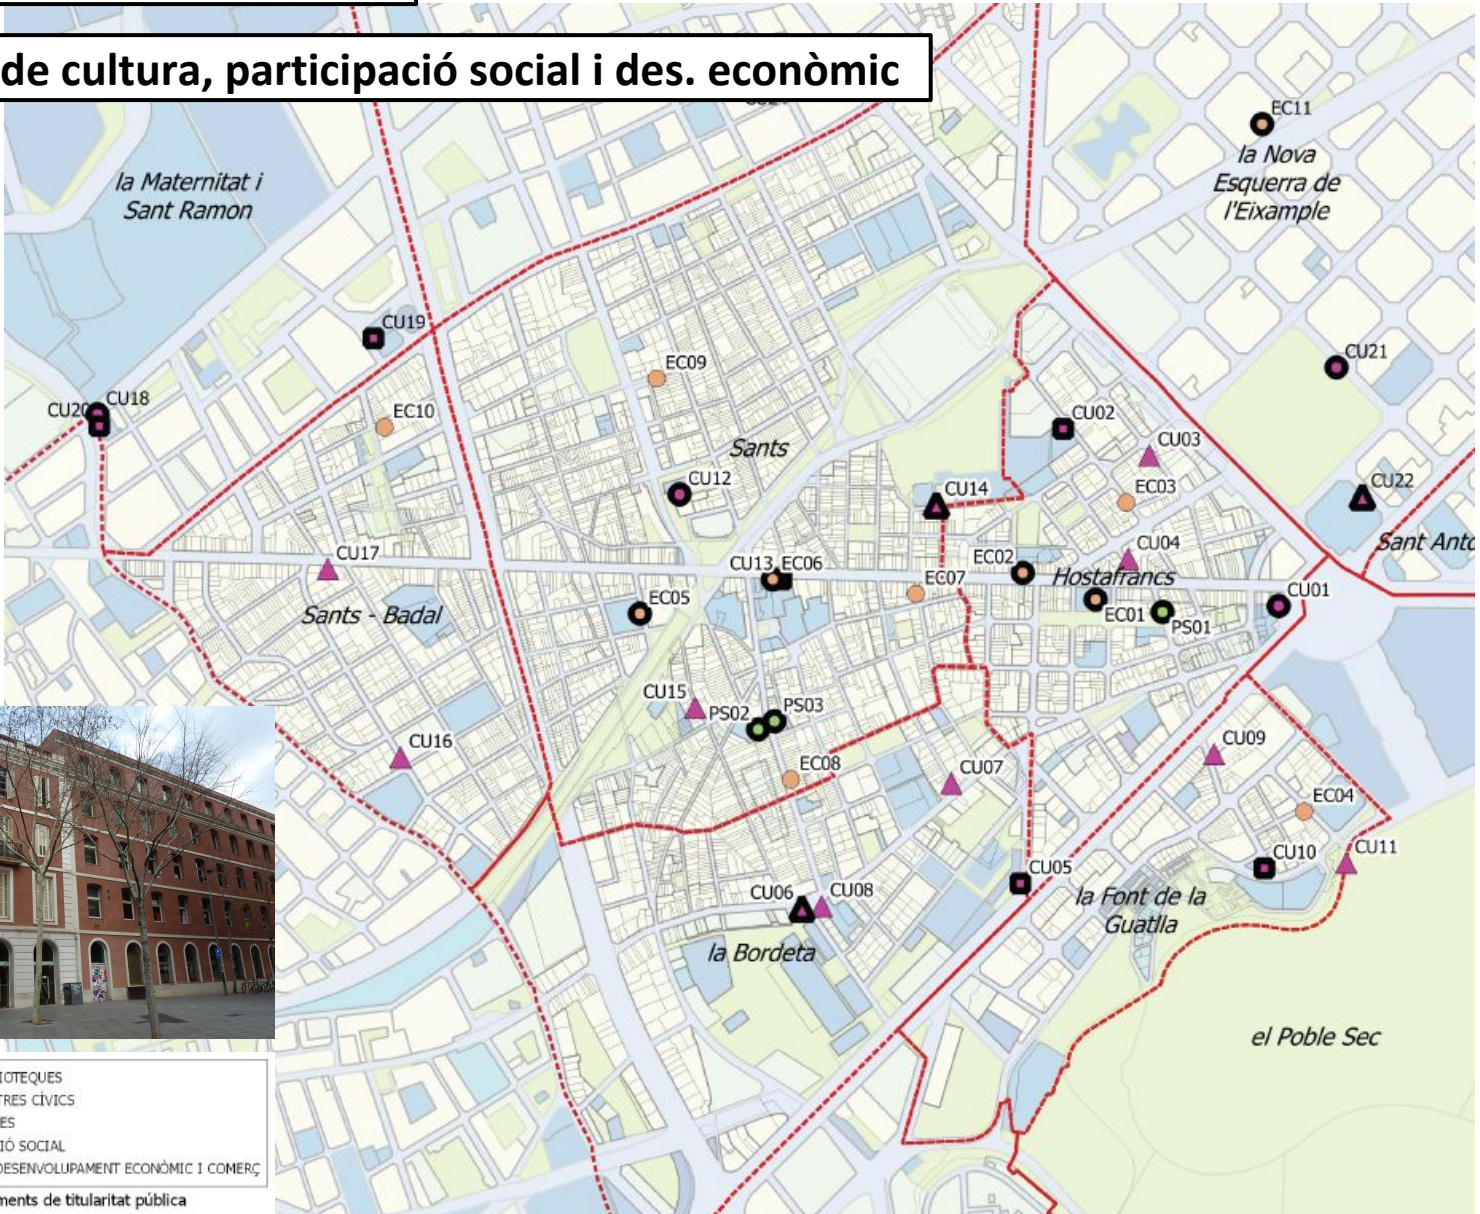 de cultura, participació social i des. econòmic
EC11
la Maternitat i
Sant Ramon
la Nova
Esquerra de
l'Eixample
CU19
CU21
EC09
CU20
CU18
EC10
CU02
Sants
CU03
CU12
CU14
EC03
CU22
CU17
CU13
EC06
EC02
CU04
Sant Anto
Hostafrancs
EC07
Sants - Badal
EC05
EC01
PS01
CU01
CU15
PS02
PS03
CU16
EC08
CU07
CU09
EC04
CU10
CU11
CU05
CU06
CU08
la Font de la
Guatlla
la Bordeta
el Poble Sec
IOTEQUES
TRES CÍVICS
ES
IÓ SOCIAL
DESENVOLUPAMENT ECONÒMIC I COMERÇ
ments de titularitat pública